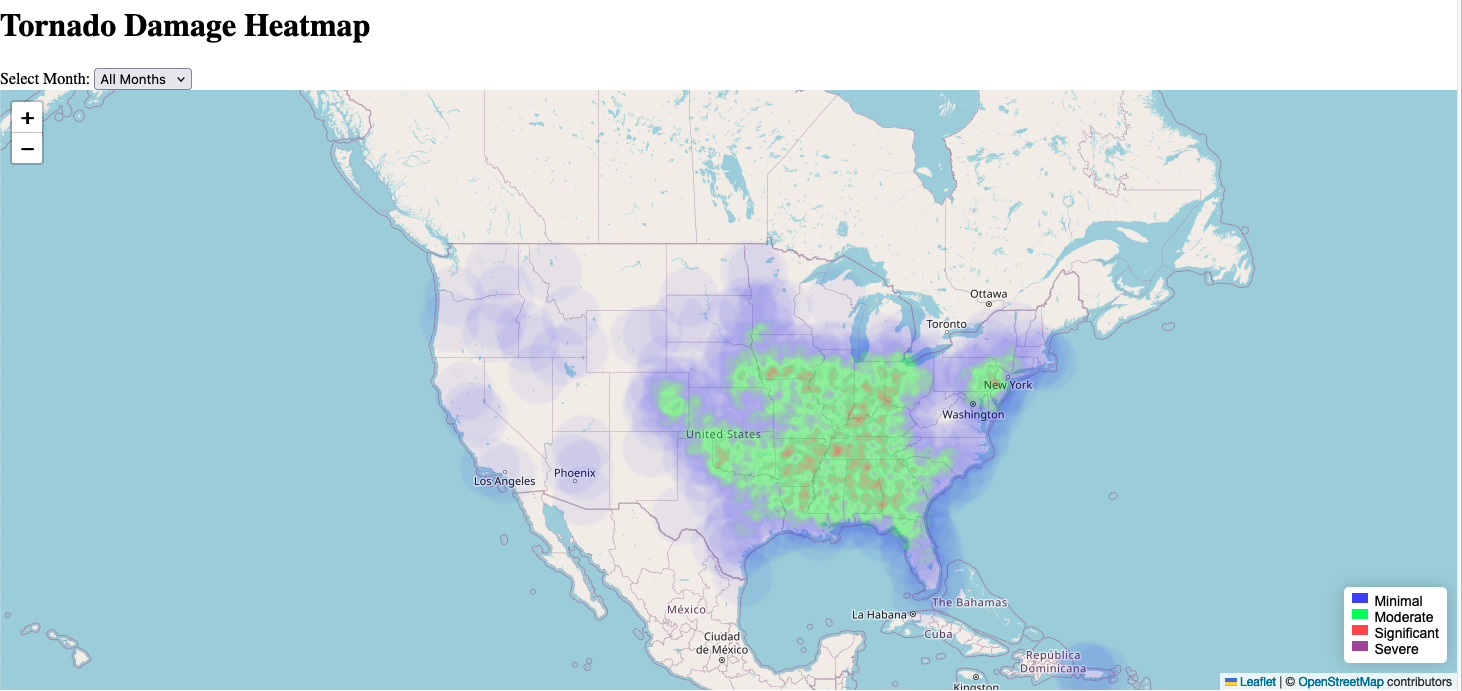 Tornado Damage Heatmap
Select Month: All Months
+
−
Ottawa
Toronto
New York
Washington
United States
Phoenix
Los Angeles
México
La Habana
The Bahamas
Cuba
Ciudad
de México
República
Dominicana
Kingston
Minimal
Moderate
Significant
Severe
Leaflet | © OpenStreetMap contributors